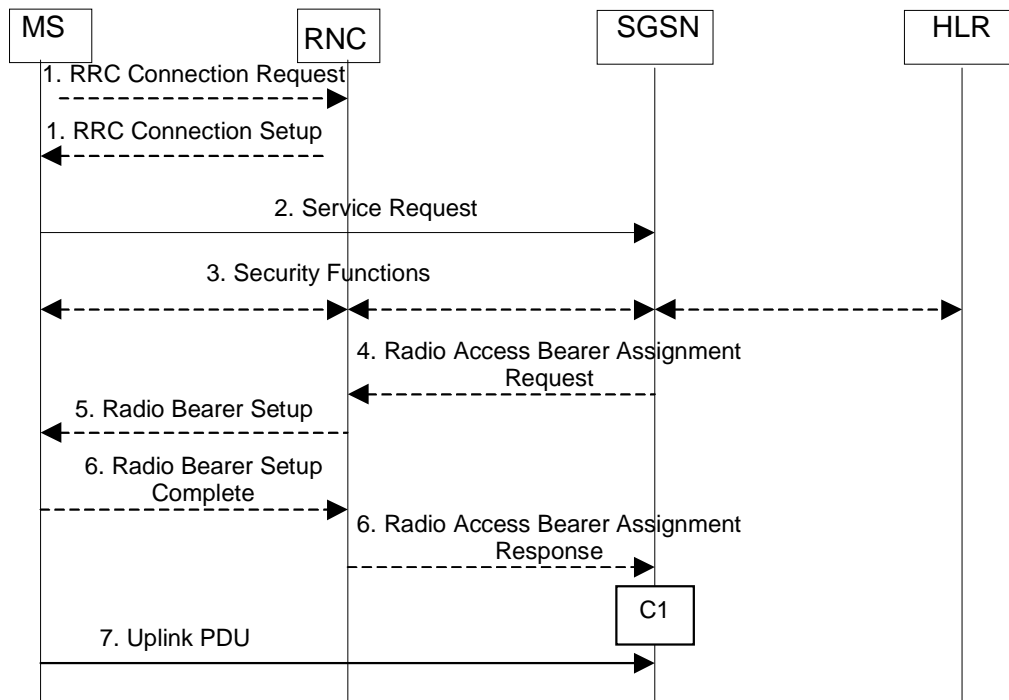 MS
RNC
SGSN
HLR
1. RRC Connection Request
1. RRC Connection Setup
2. Service Request
3. Security Functions
4. Radio Access Bearer Assignment
Request
5. Radio Bearer Setup
6. Radio Bearer Setup
Complete
6. Radio Access Bearer Assignment
Response
C1
7. Uplink PDU